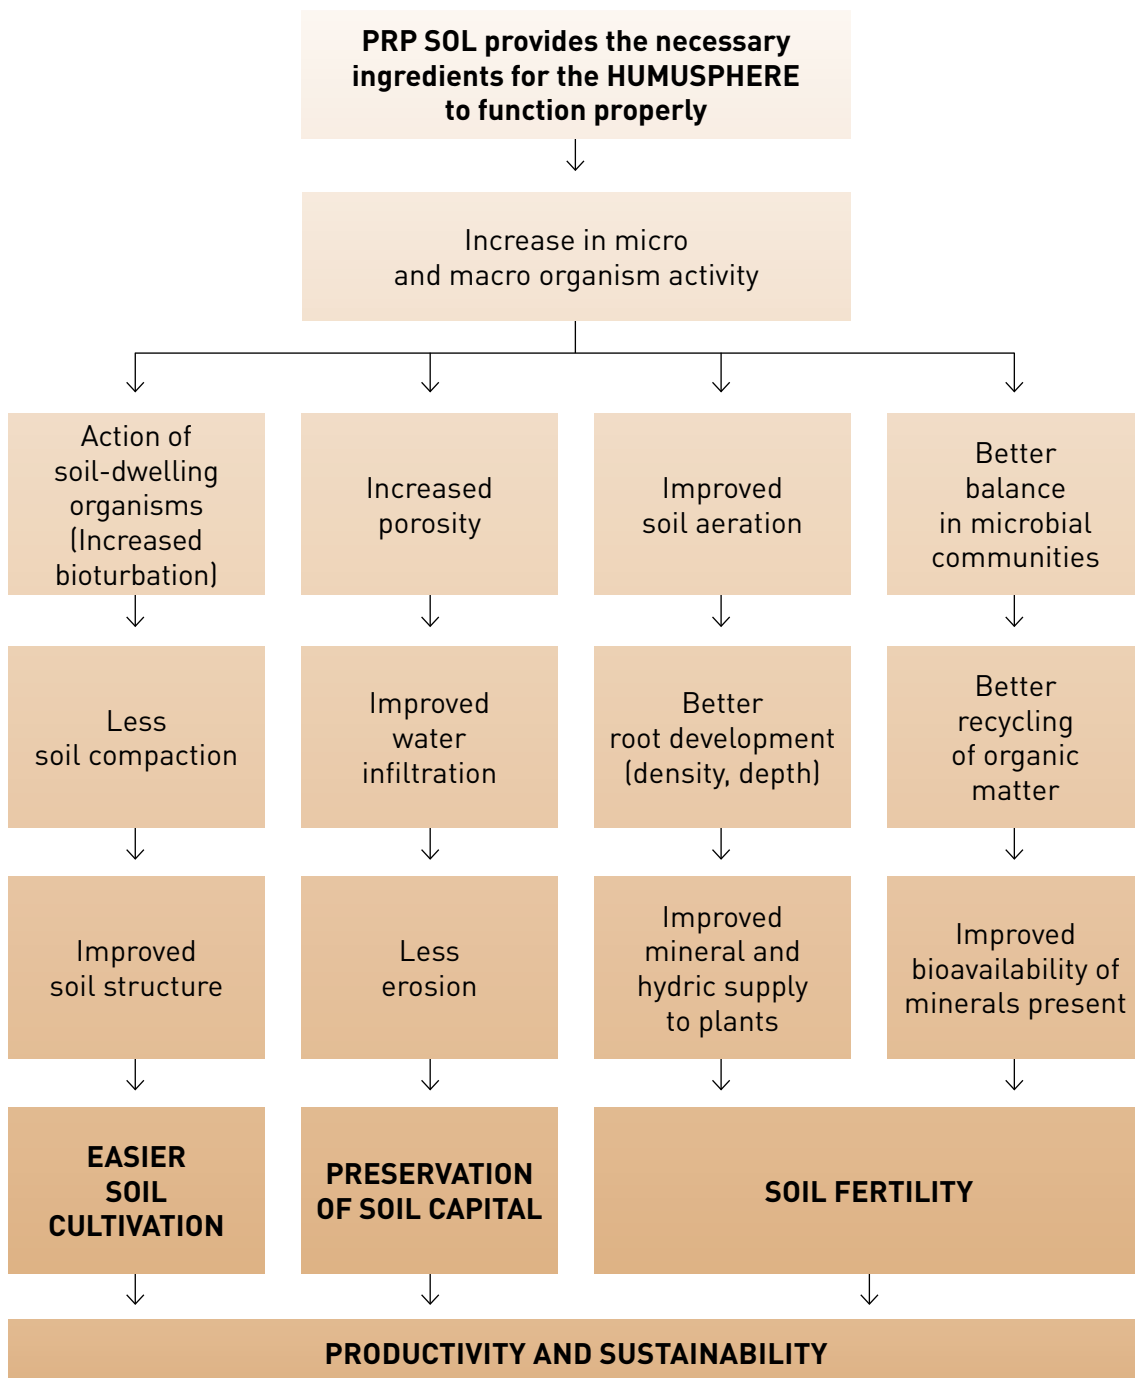 PRP SOL provides the necessary
ingredients for the HUMUSPHERE
to function properly
Increase in micro
and macro organism activity
Action of
soil-dwelling
organisms
(Increased
bioturbation)
Increased
porosity
Improved
soil aeration
Better
balance
in microbial
communities
Less
soil compaction
Improved
water
infiltration
Better
root development
(density, depth)
Better
recycling
of organic
matter
Improved
soil structure
Less
erosion
Improved
mineral and
hydric supply
to plants
Improved
bioavailability of
minerals present
EASIER
SOIL
CULTIVATION
PRESERVATION
OF SOIL CAPITAL
SOIL FERTILITY
PRODUCTIVITY AND SUSTAINABILITY